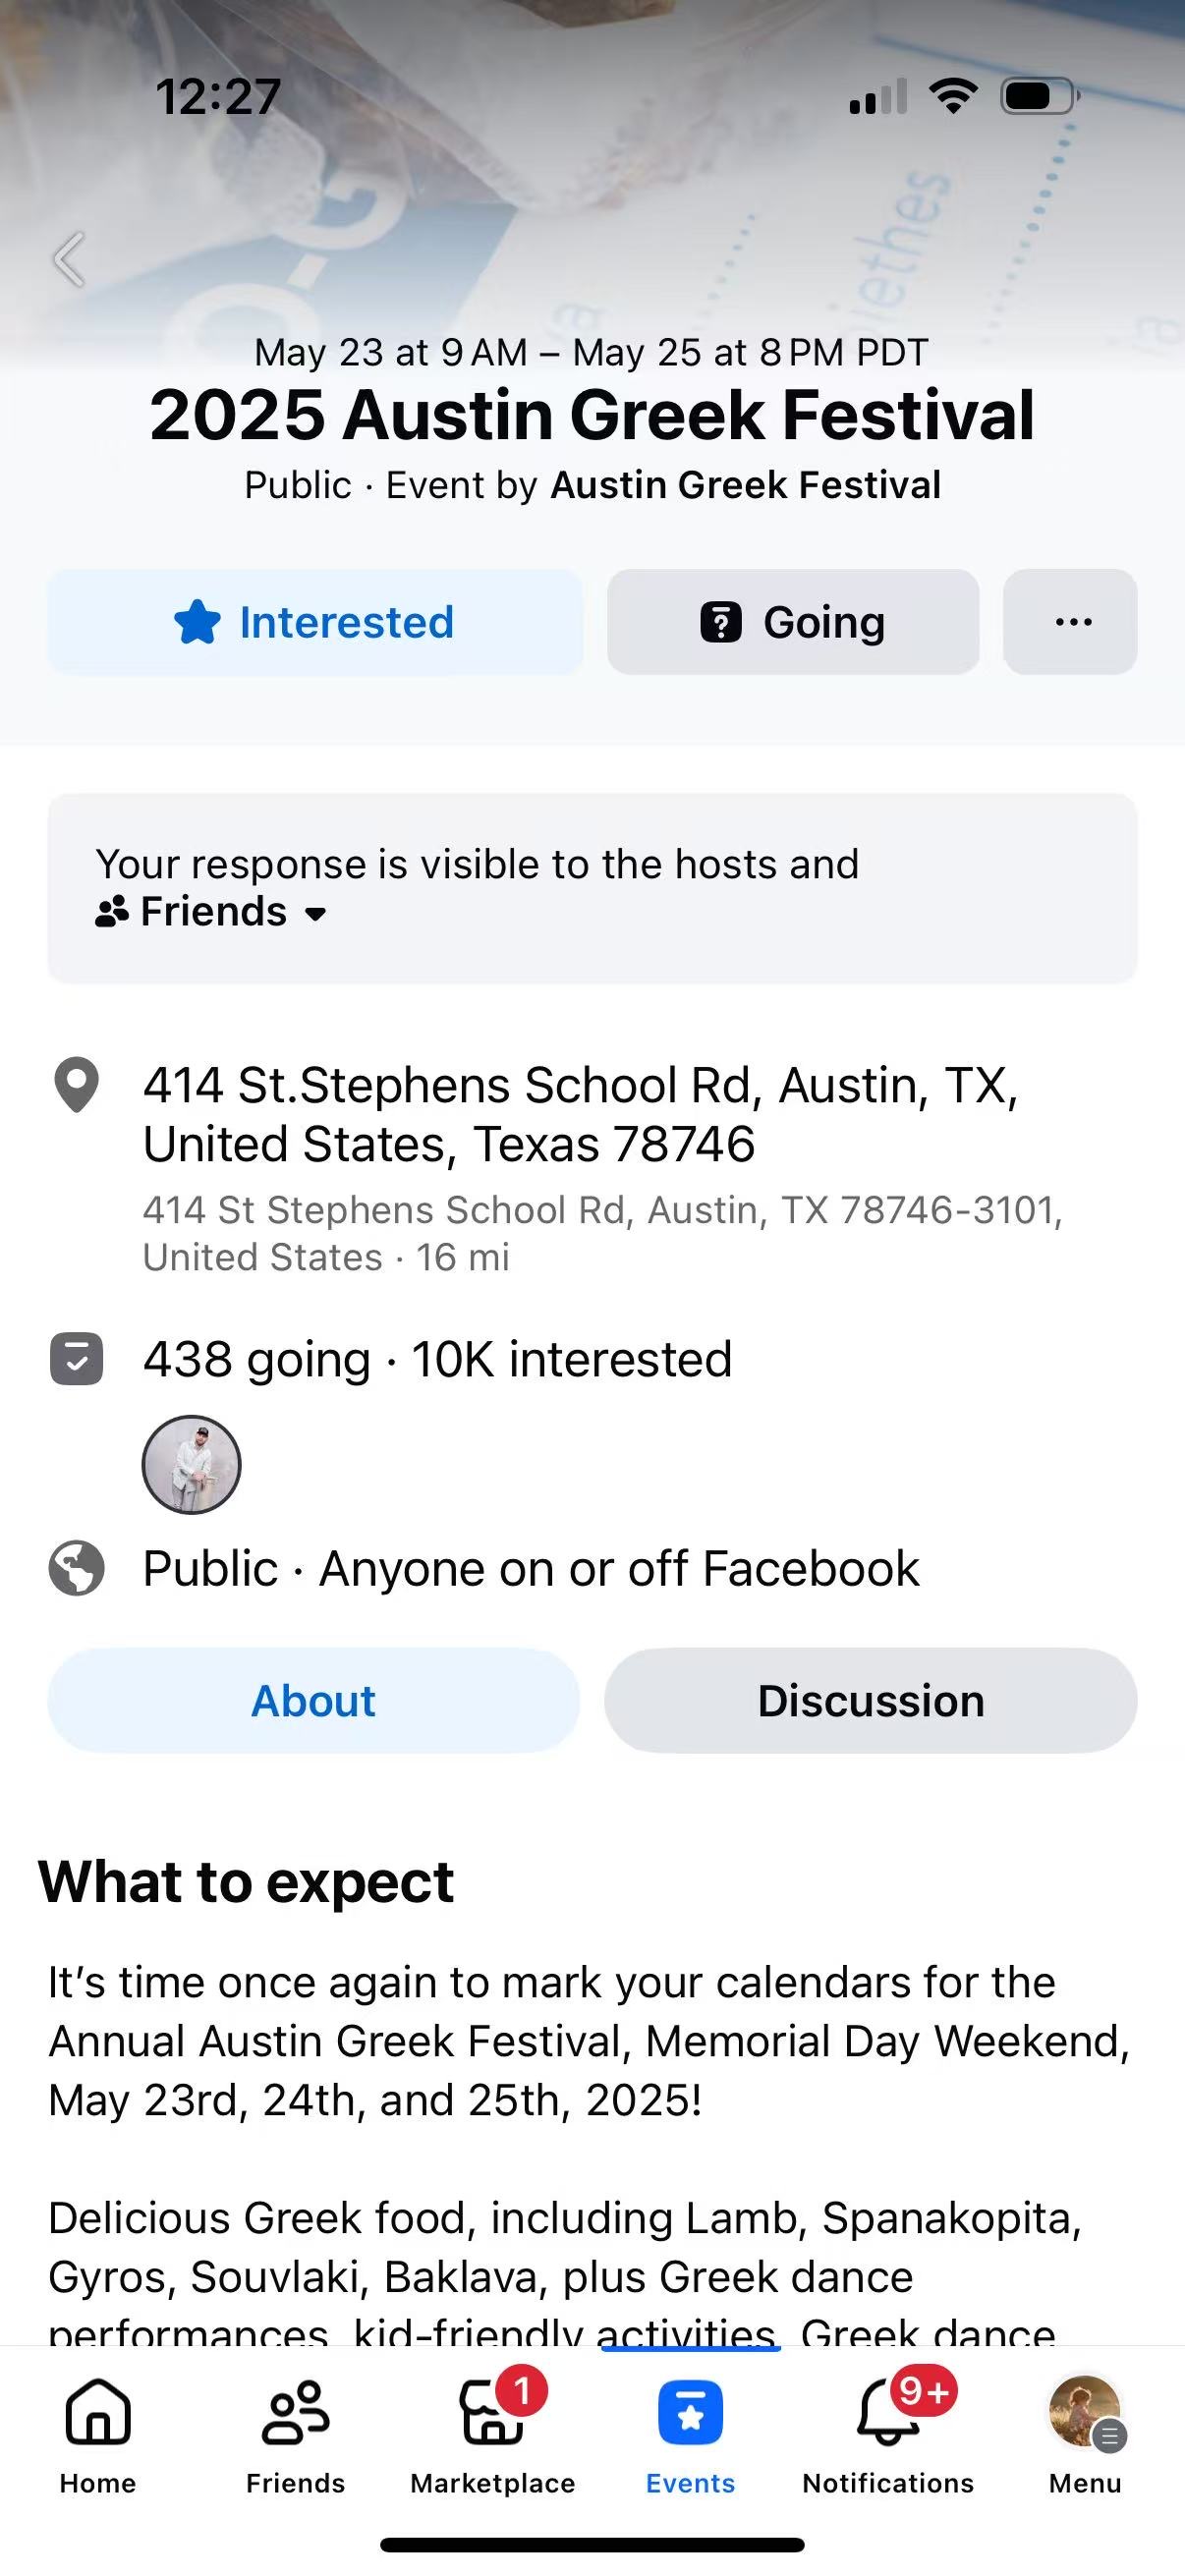 12:27
iethes
May 23 at 9 AM – May 25 at 8 PM PDT
2025 Austin Greek Festival
Public · Event by Austin Greek Festival
Interested
Going
Your response is visible to the hosts and
Friends
414 St.Stephens School Rd, Austin, TX,
United States, Texas 78746
414 St Stephens School Rd, Austin, TX 78746-3101,
United States · 16 mi
438 going · 10K interested
Public · Anyone on or off Facebook
About
Discussion
What to expect
It’s time once again to mark your calendars for the
Annual Austin Greek Festival, Memorial Day Weekend,
May 23rd, 24th, and 25th, 2025!
Delicious Greek food, including Lamb, Spanakopita,
Gyros, Souvlaki, Baklava, plus Greek dance
performances, kid-friendly activities, Greek dance
1
9+
Home
Friends
Marketplace
Events
Notifications
Menu